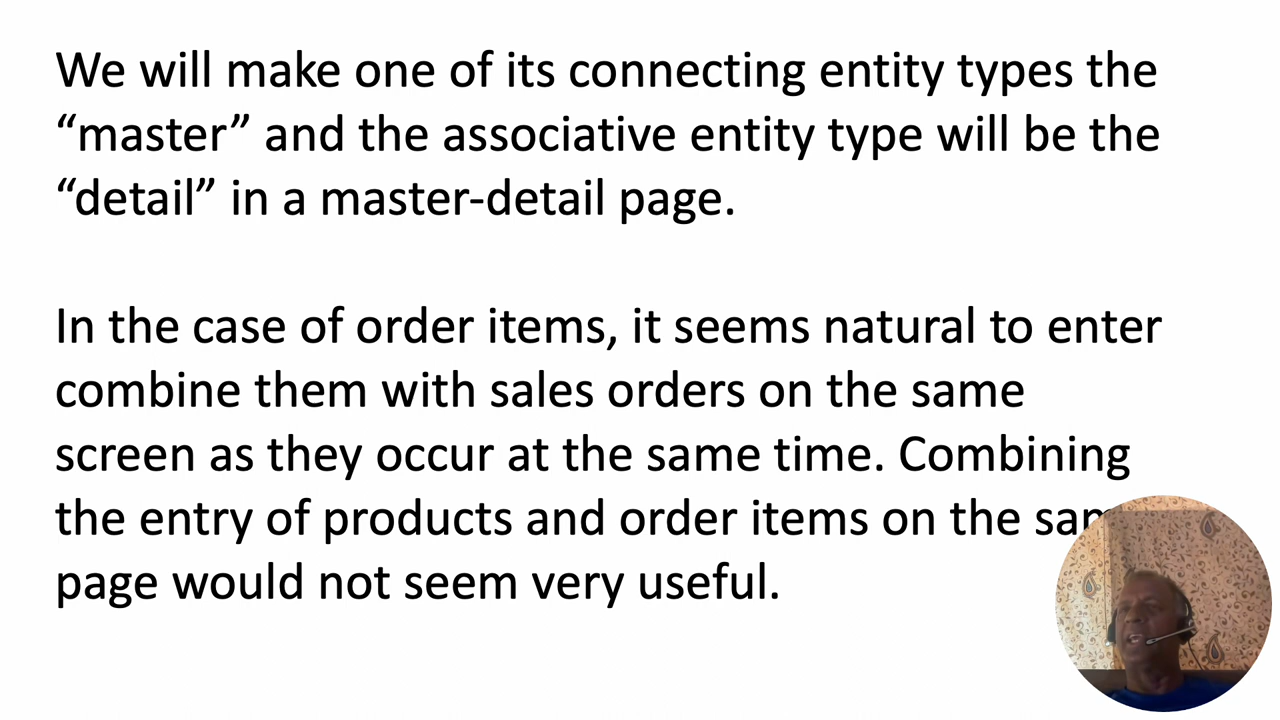 We will make one of its connecting entity types the
“master” and the associative entity type will be the
“detail” in a master-detail page.
In the case of order items, it seems natural to enter
combine them with sales orders on the same
screen as they occur at the same time. Combining
the entry of products and order items on the
page would not seem very useful.